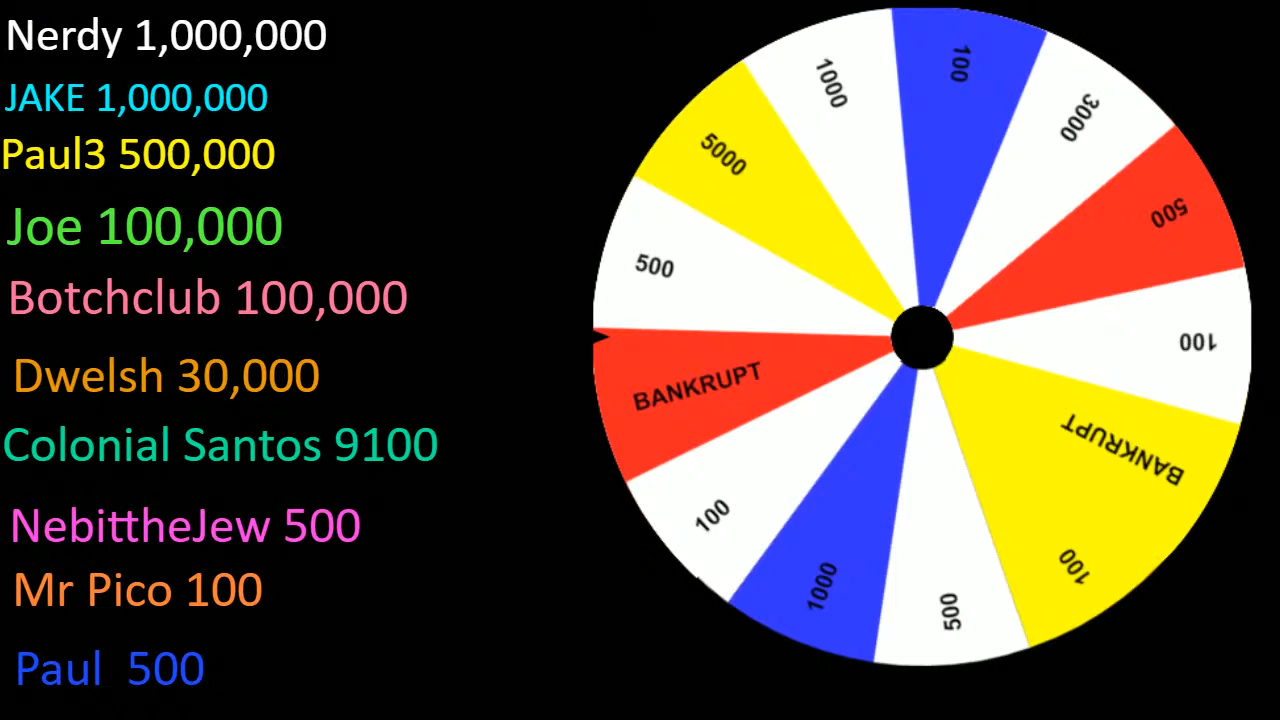 Nerdy 1,000,000
JAKE 1,000,000
Paul3 500,000
Joe 100,000
Botchclub 100,000
Dwelsh 30,000
Colonial Santos 9100
NebittheJew 500
Mr Pico 100
Paul  500
100
3000
500
100
BANKRUPT
100
500
1000
100
BANKRUPT
500
5000
1000